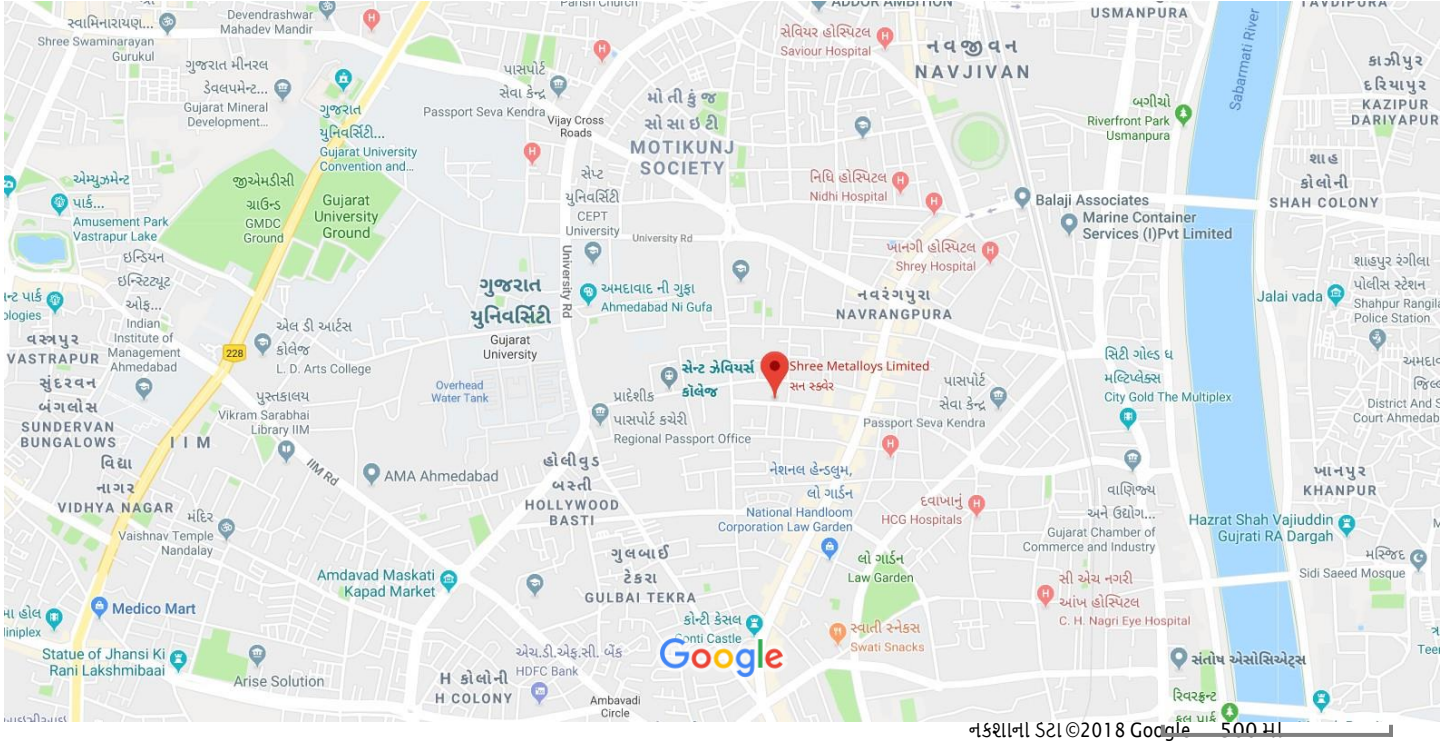 Devendrashwar
Mahadev Mandir
સ્વામિનારાયણ...
Shree Swaminarayan
Gurukul
Parish Church
ADDOR AMBITION
સેવિયર હોસ્પિટલ
Saviour Hospital
નવજીવન
NAVJIVAN
USMANPURA
Sabarmati River
કાઝીપુર
દરિયાપુર
KAZIPUR
DARIYAPUR
ગુજરાત મીનરલ
ડેવલપમેન્ટ...
Gujarat Mineral
Development...
ગુજરાત
યુનિવર્સિટી...
Gujarat University
Convention and...
પાસપોર્ટ
સેવા કેન્દ્ર
Passport Seva Kendra
Vijay Cross
Roads
મોતીકુંજ
સોસાઇટી
MOTIKUNJ
SOCIETY
બગીચો
Riverfront Park
Usmanpura
શાહ
કોલોની
SHAH COLONY
એમ્યુઝમેન્ટ
પાર્ક...
Amusement Park
Vastrapur Lake
જીએમડીસી
ગ્રાઉન્ડ
GMDC
Ground
Gujarat
University
Ground
સેપ્ટ
યુનિવર્સિટી
CEPT
University
University Rd
નિધિ હોસ્પિટલ
Nidhi Hospital
Balaji Associates
Marine Container
Services (I)Pvt Limited
ખાનગી હોસ્પિટલ
Shrey Hospital
ઇન્ડિયન
ઇન્સ્ટિટ્યૂટ
ઓફ...
Indian
Institute of
Management
Ahmedabad
ગુજરાત
યુનિવર્સિટી
Gujarat
University
University Rd
અમદાવાદ ની ગુફા
Ahmedabad Ni Gufa
નવરંગપુરા
NAVRANGPURA
Jalai vada
શાહપુર રંગીલા
પોલીસ સ્ટેશન
Shahpur Rangila
Police Station
વસ્ત્રાપુર
VASTRAPUR
સુંદરવન
બંગલોસ
SUNDERVAN
BUNGALOWS
228
એલ ડી આર્ટસ
કોલેજ
L. D. Arts College
સેન્ટ ઝેવિયર્સ
કૉલેજ
Shree Metalloys Limited
સન સ્ક્વેર
સિટી ગોલ્ડ ધ
મલ્ટિપ્લેક્સ
City Gold The Multiplex
District And S
Court Ahmedab
Overhead
Water Tank
પ્રાદેશીક
પાસપોર્ટ કચેરી
Regional Passport Office
પાસપોર્ટ
સેવા કેન્દ્ર
Passport Seva Kendra
પુસ્તકાલય
Vikram Sarabhai
Library IIM
IIM
IIM Rd
વિદ્યા
નાગર
VIDHYA NAGAR
AMA Ahmedabad
હોલીવુડ
બસ્તી
HOLLYWOOD
BASTI
નેશનલ હેન્ડલુમ,
લો ગાર્ડન
National Handloom
Corporation Law Garden
દવાખાનું
HCG Hospitals
વાણિજ્ય
અને ઉદ્યોગ...
Gujarat Chamber of
Commerce and Industry
ખાનપુર
KHANPUR
Hazrat Shah Vajiuddin
Gujrati RA Dargah
મંદિર
Vaishnav Temple
Nandalay
Amdavad Maskati
Kapad Market
ગુલબાઈ
ટેકરા
GULBAI TEKRA
લો ગાર્ડન
Law Garden
મસ્જિદ
Sidi Saeed Mosque
સી એચ નગરી
આંખ હોસ્પિટલ
C. H. Nagri Eye Hospital
Medico Mart
કોન્ટી કેસલ
Conti Castle
સ્વાતી સ્નેકસ
Swati Snacks
Google
Statue of Jhansi Ki
Rani Lakshmibaai
Arise Solution
એચ.ડી.એફ.સી. બેંક
HDFC Bank
H કોલોની
H COLONY
Ambavadi
Circle
સંતોષ એસોસિએટ્સ
રિવરફ્રન્ટ
ફૂલ પાર્ક
નકશાનો ડેટા ©2018 Google 500 મી